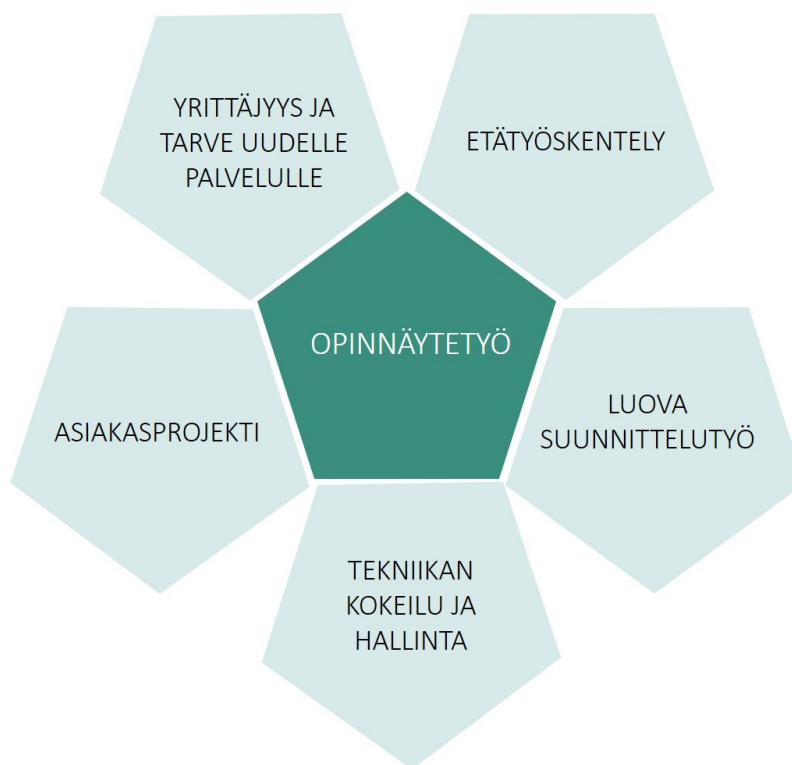 YRITTÄJYYS JA
TARVE UUDELLE
PALVELULLE
ETÄTYÖSKENTELY
OPINNÄYTETYÖ
ASIAKASPROJEKTI
LUOVA
SUUNNITTELUTYÖ
TEKNIIKAN
KOKEILU JA
HALLINTA